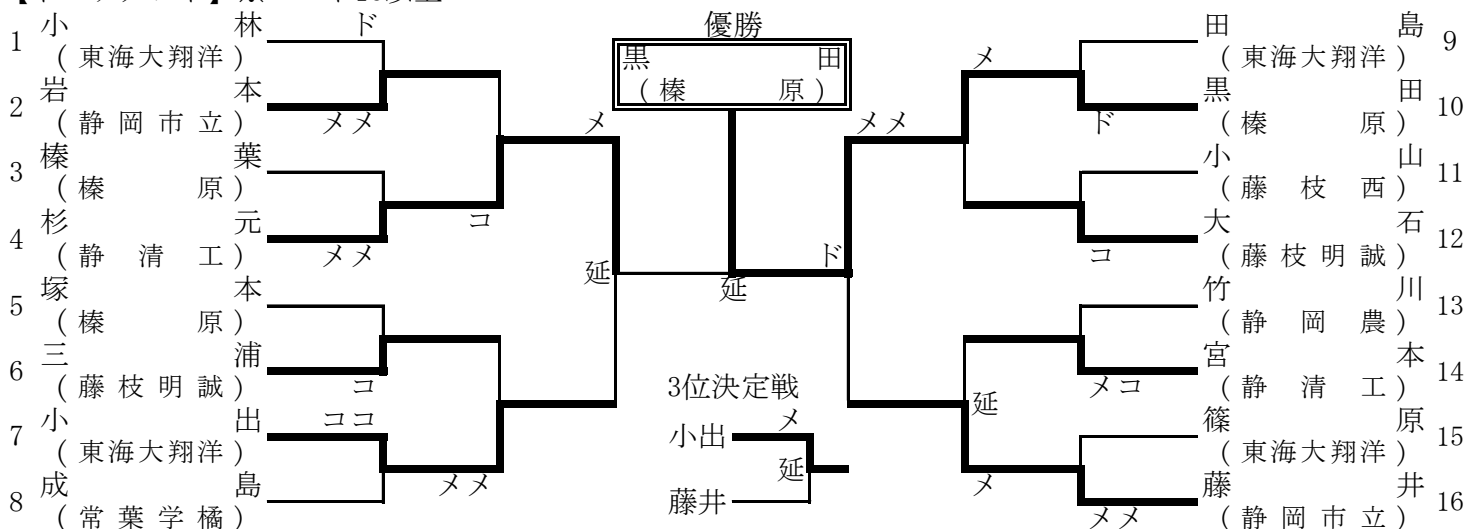 優勝
黒田
(榛原)
1 小林 ド
(東海大翔洋)
2 岩本
(静岡市立) メメ
3 榛葉
(榛原)
4 杉元 コ
(静清工) メメ
5 塚本
(榛原)
6 三浦
(藤枝明誠) コ
7 小出 ココ
(東海大翔洋)
8 成島 メメ
(常葉学橘)
メ
延
延
メメ
ド
3位決定戦
メ
小出
延
藤井
田島 9
(東海大翔洋)
メ
黒田 10
ド (榛原)
小山 11
(藤枝西)
大石 12
コ (藤枝明誠)
竹川 13
(静岡農)
宮本 14
メコ (静清工)
延
篠原 15
(東海大翔洋)
メ
藤井 16
メメ (静岡市立)